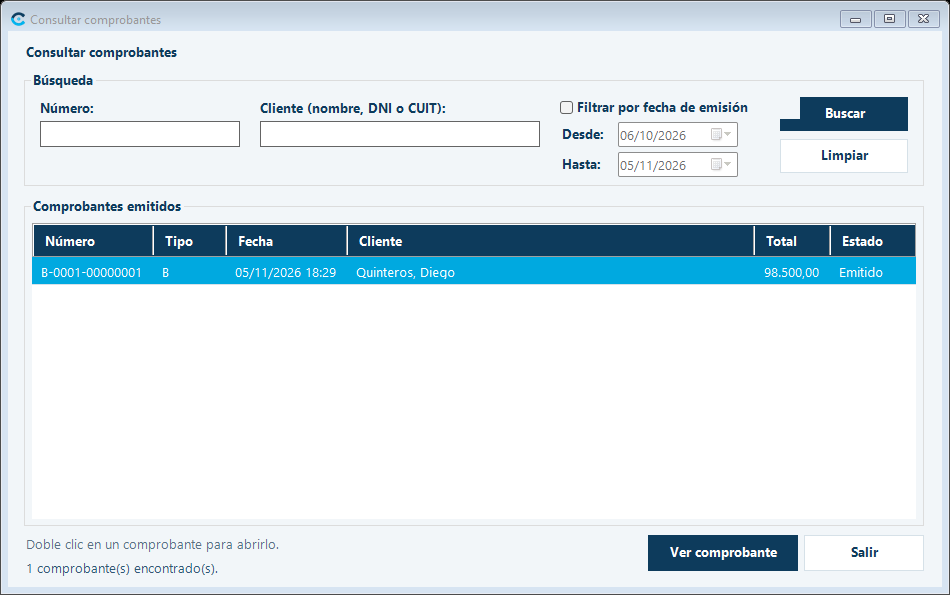 Consultar comprobantes
Consultar comprobantes
Búsqueda
Número:
Cliente (nombre, DNI o CUIT):
Filtrar por fecha de emisión
Desde: 06/10/2026
Hasta: 05/11/2026
Buscar
Limpiar
Comprobantes emitidos
Número Tipo Fecha Cliente Total Estado
B-0001-00000001 B 05/11/2026 18:29 Quinteros, Diego 98.500,00 Emitido
Doble clic en un comprobante para abrirlo.
1 comprobante(s) encontrado(s).
Ver comprobante
Salir